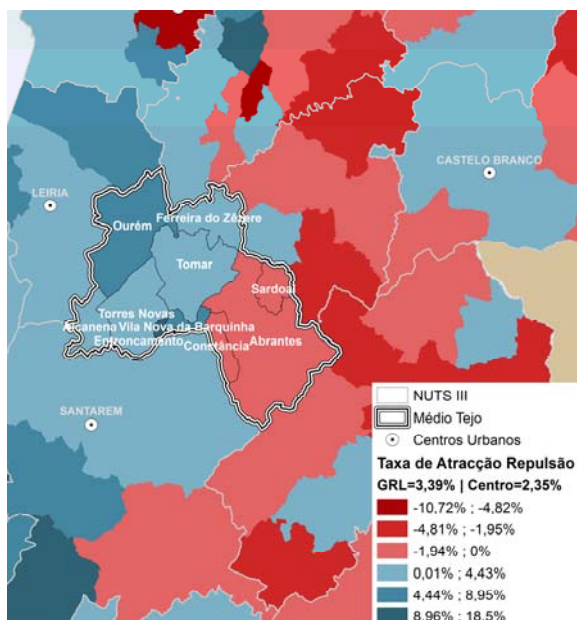 CASTELO BRANCO
LEIRIA
Ourém
Ferreira do Zêzere
Tomar
Sardoal
Torres Novas
Alcanena Vila Nova da Barquinha
Entroncamento
Constância
Abrantes
SANTAREM
NUTS III
Médio Tejo
Centros Urbanos
Taxa de Atracção Repulsão
GRL=3,39% | Centro=2,35%
-10,72% ; -4,82%
-4,81% ; -1,95%
-1,94% ; 0%
0,01% ; 4,43%
4,44% ; 8,95%
8,96% ; 18,5%